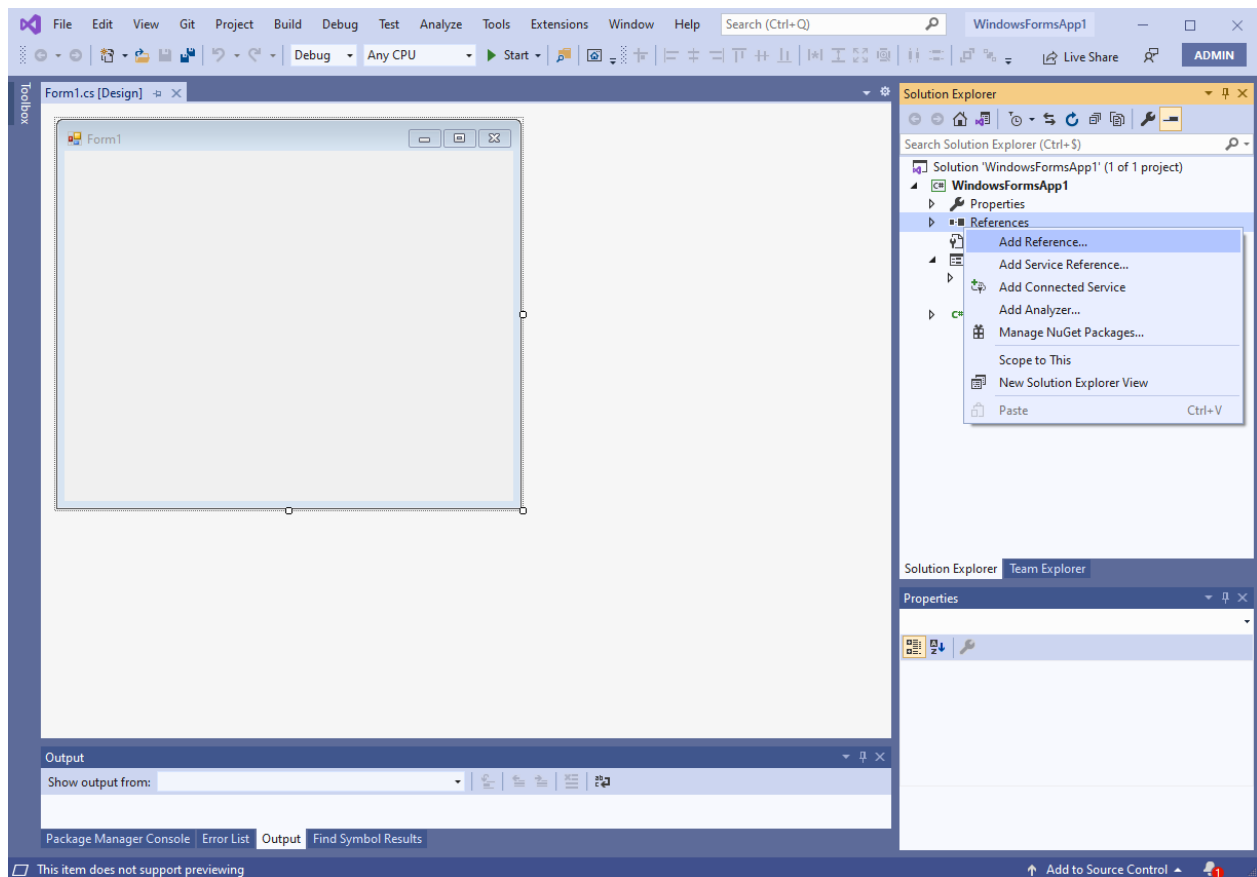 File Edit View Git Project Build Debug Test Analyze Tools Extensions Window Help Search (Ctrl+Q) WindowsFormsApp1
Debug Any CPU Start Live Share ADMIN
Toolbox
Form1.cs [Design]
Form1
Solution Explorer
Search Solution Explorer (Ctrl+$)
Solution 'WindowsFormsApp1' (1 of 1 project)
C# WindowsFormsApp1
Properties
References
Add Reference...
Add Service Reference...
Add Connected Service
Add Analyzer...
C#
Manage NuGet Packages...
Scope to This
New Solution Explorer View
Paste Ctrl+V
Solution Explorer Team Explorer
Properties
Output
Show output from:
Package Manager Console Error List Output Find Symbol Results
This item does not support previewing Add to Source Control 1